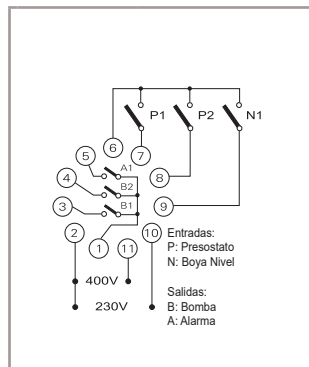 P1
P2
N1
6
7
5
A1
8
4
B2
3
B1
9
2
1
11
10
Entradas:
P: Presostato
N: Boya Nivel
400V
230V
Salidas:
B: Bomba
A: Alarma